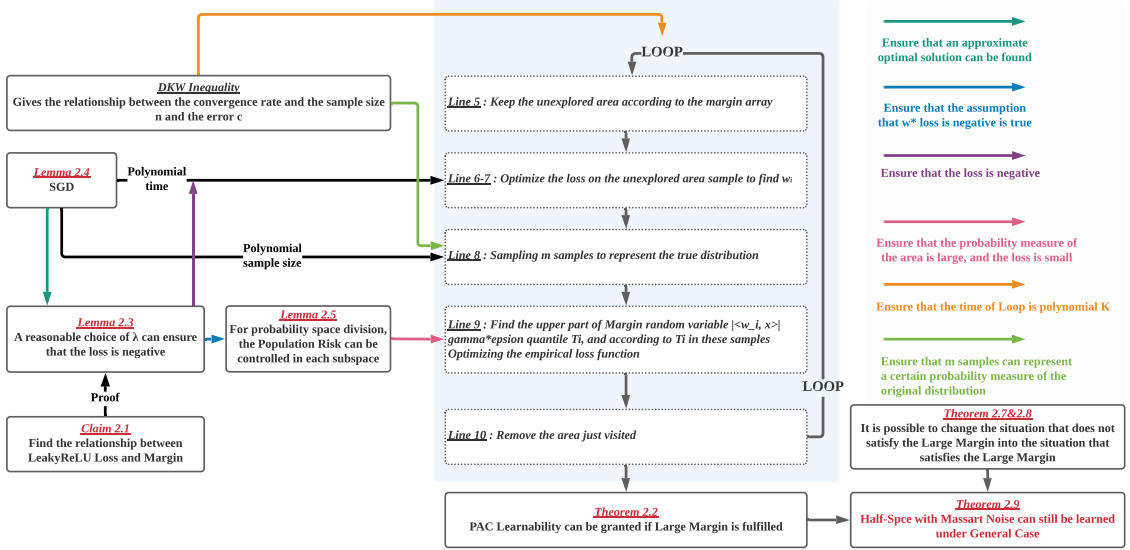 DKW Inequality
Gives the relationship between the convergence rate and the sample size
n and the error c
Lemma 2.4
SGD
Polynomial
time
Polynomial
sample size
Lemma 2.3
A reasonable choice of λ can ensure
that the loss is negative
Lemma 2.5
For probability space division,
the Population Risk can be
controlled in each subspace
Proof
Claim 2.1
Find the relationship between
LeakyReLU Loss and Margin
LOOP
Line 5 : Keep the unexplored area according to the margin array
Line 6-7 : Optimize the loss on the unexplored area sample to find wᵢ
Line 8 : Sampling m samples to represent the true distribution
Line 9 : Find the upper part of Margin random variable |<w_i, x>|
gamma*epsion quantile Ti, and according to Ti in these samples
Optimizing the empirical loss function
LOOP
Line 10 : Remove the area just visited
Theorem 2.2
PAC Learnability can be granted if Large Margin is fulfilled
Ensure that an approximate
optimal solution can be found
Ensure that the assumption
that w* loss is negative is true
Ensure that the loss is negative
Ensure that the probability measure of
the area is large, and the loss is small
Ensure that the time of Loop is polynomial K
Ensure that m samples can represent
a certain probability measure of the
original distribution
Theorem 2.7&2.8
It is possible to change the situation that does not
satisfy the Large Margin into the situation that
satisfies the Large Margin
Theorem 2.9
Half-Spce with Massart Noise can still be learned
under General Case